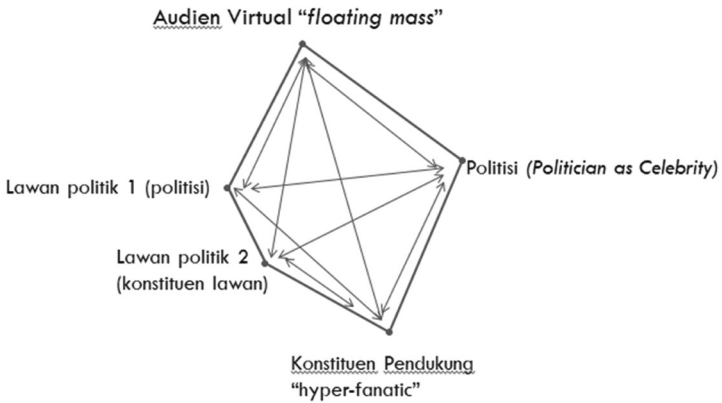 Audien Virtual “floating mass”
Politisi (Politician as Celebrity)
Lawan politik 1 (politisi)
Lawan politik 2
(konstituen lawan)
Konstituen Pendukung
“hyper-fanatic”